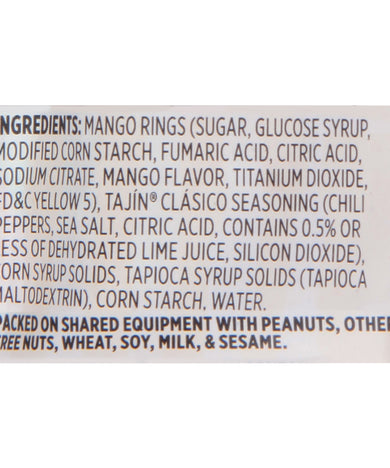 NGREDIENTS: MANGO RINGS (SUGAR, GLUCOSE SYRUP,
MODIFIED CORN STARCH, FUMARIC ACID, CITRIC ACID,
SODIUM CITRATE, MANGO FLAVOR, TITANIUM DIOXIDE,
FD&C YELLOW 5), TAJÍN® CLÁSICO SEASONING (CHILI
PEPPERS, SEA SALT, CITRIC ACID, CONTAINS 0.5% OR
LESS OF DEHYDRATED LIME JUICE, SILICON DIOXIDE),
CORN SYRUP SOLIDS, TAPIOCA SYRUP SOLIDS (TAPIOCA
MALTODEXTRIN), CORN STARCH, WATER.
PACKED ON SHARED EQUIPMENT WITH PEANUTS, OTHE
TREE NUTS, WHEAT, SOY, MILK, & SESAME.